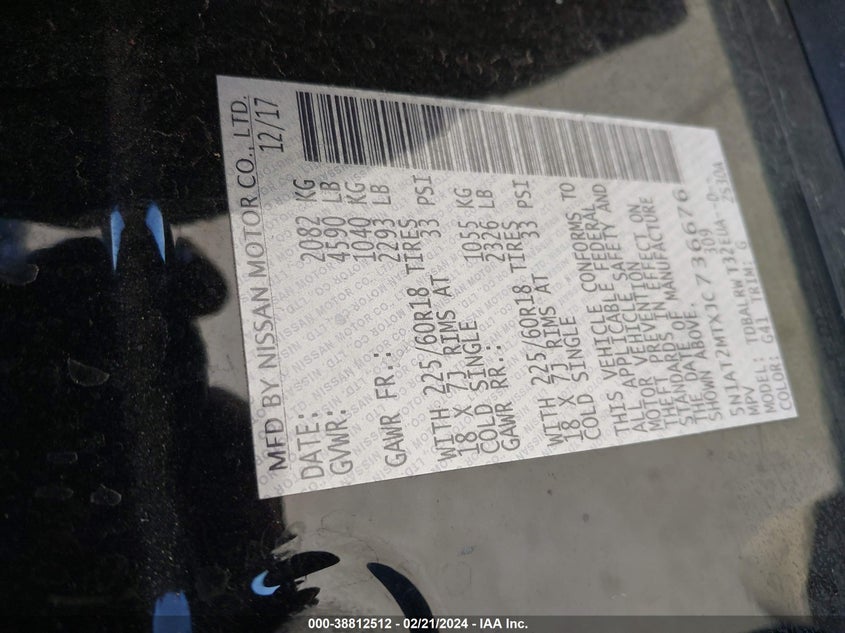 MFD BY NISSAN MOTOR CO., LTD.
DATE: 12/17
GVWR: 2082 KG
4590 LB
GAWR FR.: 1040 KG
2293 LB
WITH 225/60R18 TIRES
18 X 7J RIMS AT 33 PSI
COLD SINGLE
GAWR RR.: 1055 KG
2326 LB
WITH 225/60R18 TIRES
18 X 7J RIMS AT 33 PSI
COLD SINGLE
THIS VEHICLE CONFORMS TO
ALL APPLICABLE FEDERAL
MOTOR VEHICLE SAFETY AND
THEFT PREVENTION
STANDARDS IN EFFECT ON
THE DATE OF MANUFACTURE
SHOWN ABOVE.
5N1AT2MTXJC736676
MPV 309
MODEL:
COLOR: G41 TRIM: G
000-38812512 - 02/21/2024 - IAA Inc.